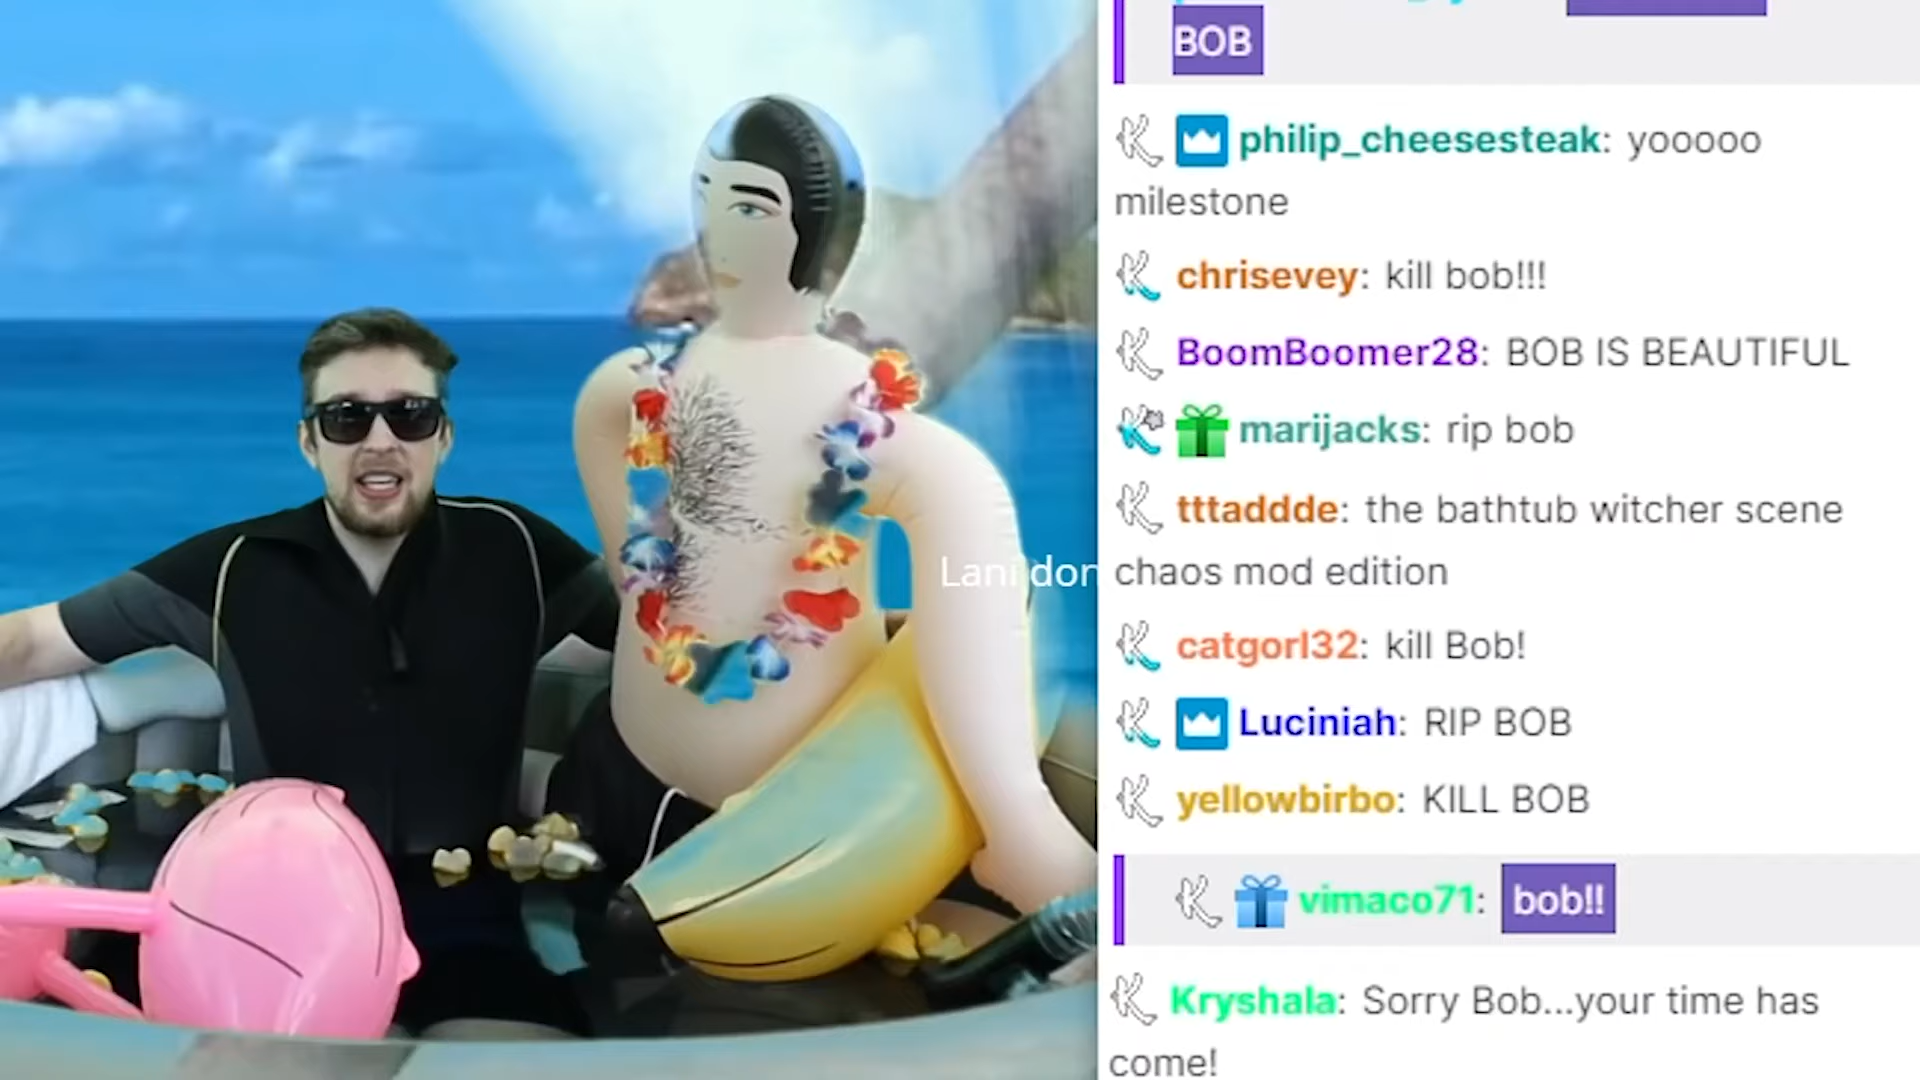 BOB
philip_cheesesteak: yooooo
milestone
chrisevey: kill bob!!!
BoomBoomer28: BOB IS BEAUTIFUL
marijacks: rip bob
tttaddde: the bathtub witcher scene
Lani don
chaos mod edition
catgorl32: kill Bob!
Luciniah: RIP BOB
yellowbirbo: KILL BOB
vimaco71: bob!!
Kryshala: Sorry Bob...your time has
come!